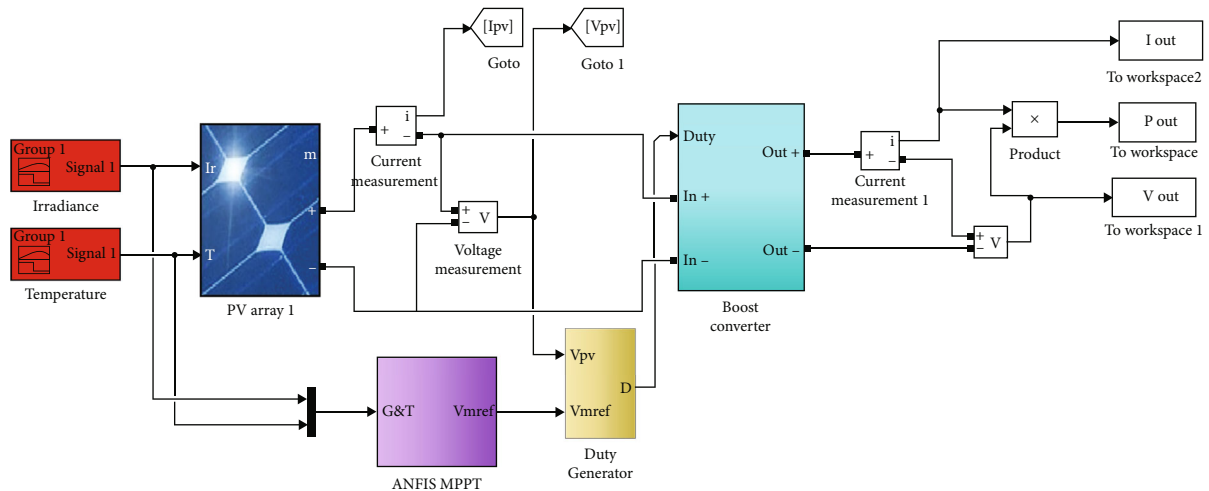 [Ipv]
Goto
[Vpv]
Goto 1
I out
To workspace2
P out
To workspace
V out
To workspace 1
Group 1
Signal 1
Irradiance
Group 1
Signal 1
Temperature
Ir
T
m
+
−
PV array 1
+
i
−
Current
measurement
+
−
V
Voltage
measurement
Duty
In +
In −
Out +
Out −
Boost
converter
+
i
−
Current
measurement 1
×
Product
+
−
V
G&T
Vmref
ANFIS MPPT
Vpv
Vmref
D
Duty
Generator